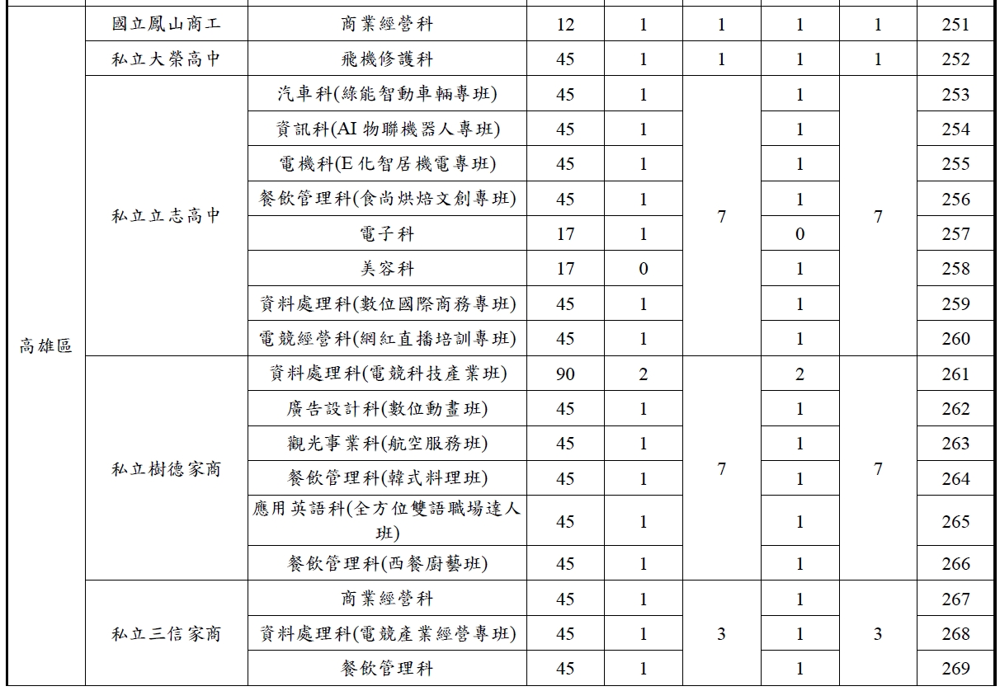 國立鳳山商工 商業經營科 12 1 1 1 1 251
私立大榮高中 飛機修護科 45 1 1 1 1 252
汽車科(綠能智動車輛專班) 45 1 1 253
資訊科(AI 物聯機器人專班) 45 1 1 254
電機科(E 化智居機電專班) 45 1 1 255
餐飲管理科(食尚烘焙文創專班) 45 1 1 256
私立立志高中 7 7
電子科 17 1 0 257
美容科 17 0 1 258
資料處理科(數位國際商務專班) 45 1 1 259
電競經營科(網紅直播培訓專班) 45 1 1 260
高雄區
資料處理科(電競科技產業班) 90 2 2 261
廣告設計科(數位動畫班) 45 1 1 262
觀光事業科(航空服務班) 45 1 1 263
私立樹德家商 7 7
餐飲管理科(韓式料理班) 45 1 1 264
應用英語科(全方位雙語職場達人
班) 45 1 1 265
餐飲管理科(西餐廚藝班) 45 1 1 266
商業經營科 45 1 1 267
私立三信家商 資料處理科(電競產業經營專班) 45 1 3 1 3 268
餐飲管理科 45 1 1 269